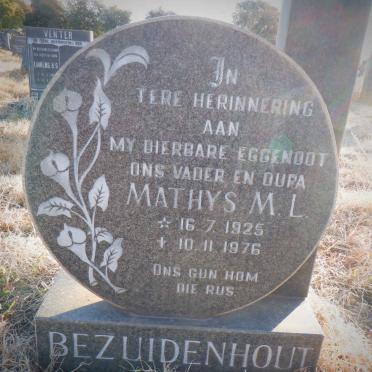 VENTER
IN
TERE HERINNERING
AAN
MY DIERBARE EGGENOOT
ONS VADER EN OUPA
MATHYS M. L.
☆ 16.7.1925
✝ 10.11.1976
ONS GUN HOM
DIE RUS.
BEZUIDENHOUT